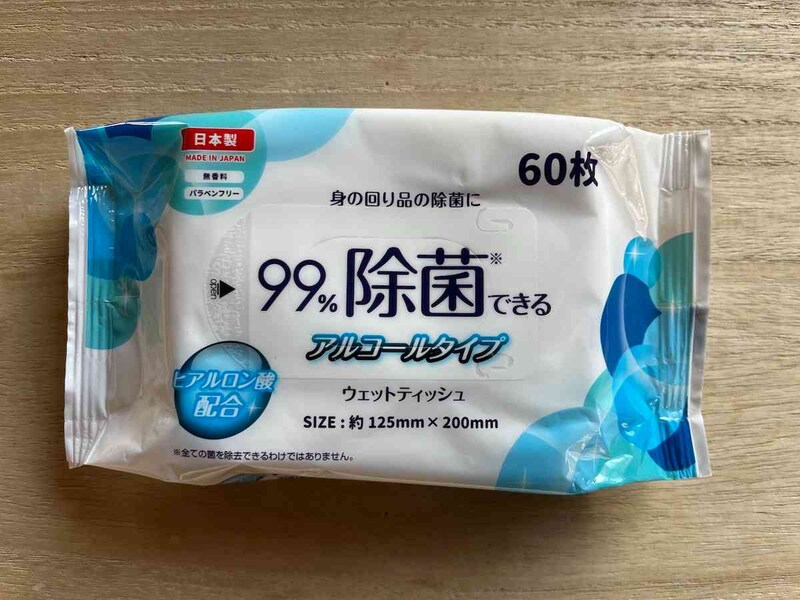 日本製
MADE IN JAPAN
無香料
パラベンフリー
60枚
身の回り品の除菌に
open
99%除菌※できる
アルコールタイプ
ヒアルロン酸
配合
ウェットティッシュ
SIZE : 約 125mm × 200mm
※全ての菌を除去できるわけではありません。